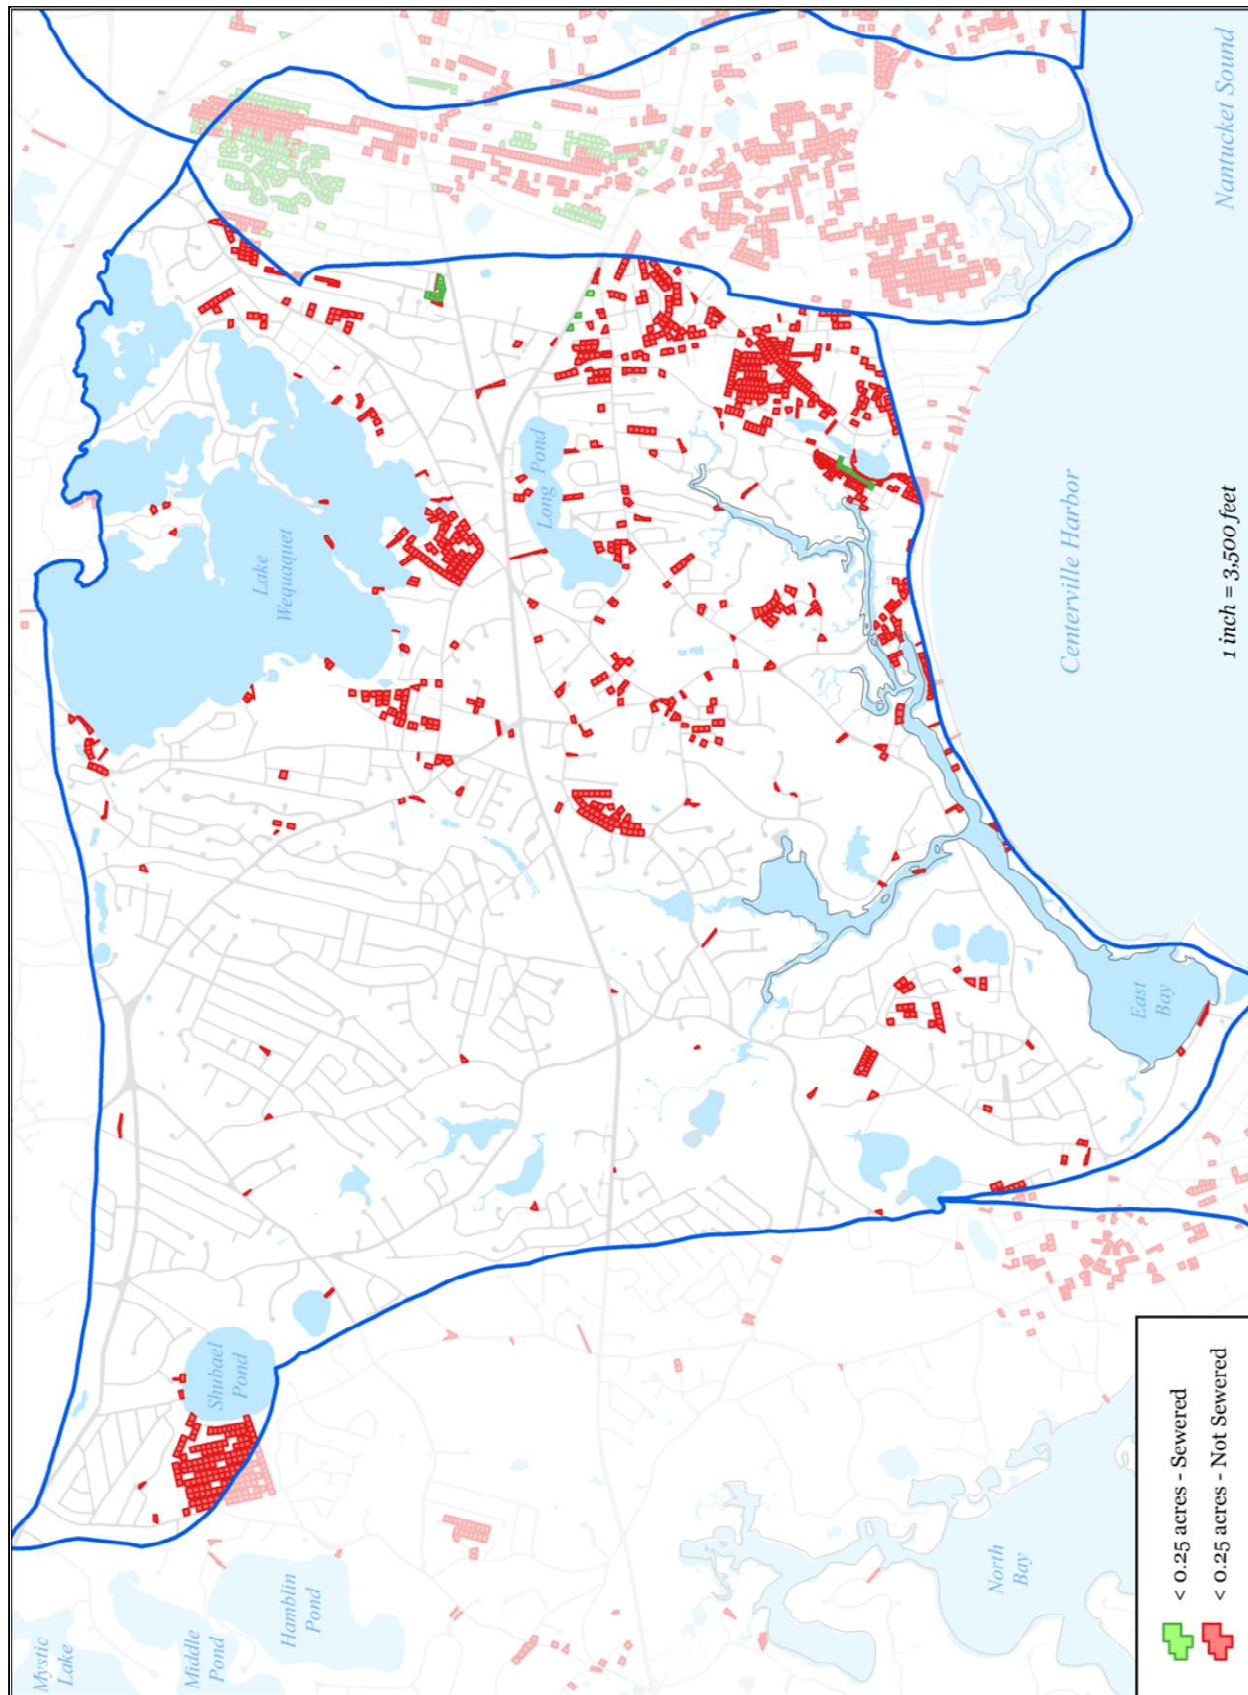 Nantucket Sound
Lake
Wequaquet
Long Pond
Centerville Harbor
1 inch = 3,500 feet
East
Bay
Shubael
Pond
Mystic
Lake
Middle
Pond
Hamblin
Pond
North
Bay
< 0.25 acres - Sewered
< 0.25 acres - Not Sewered